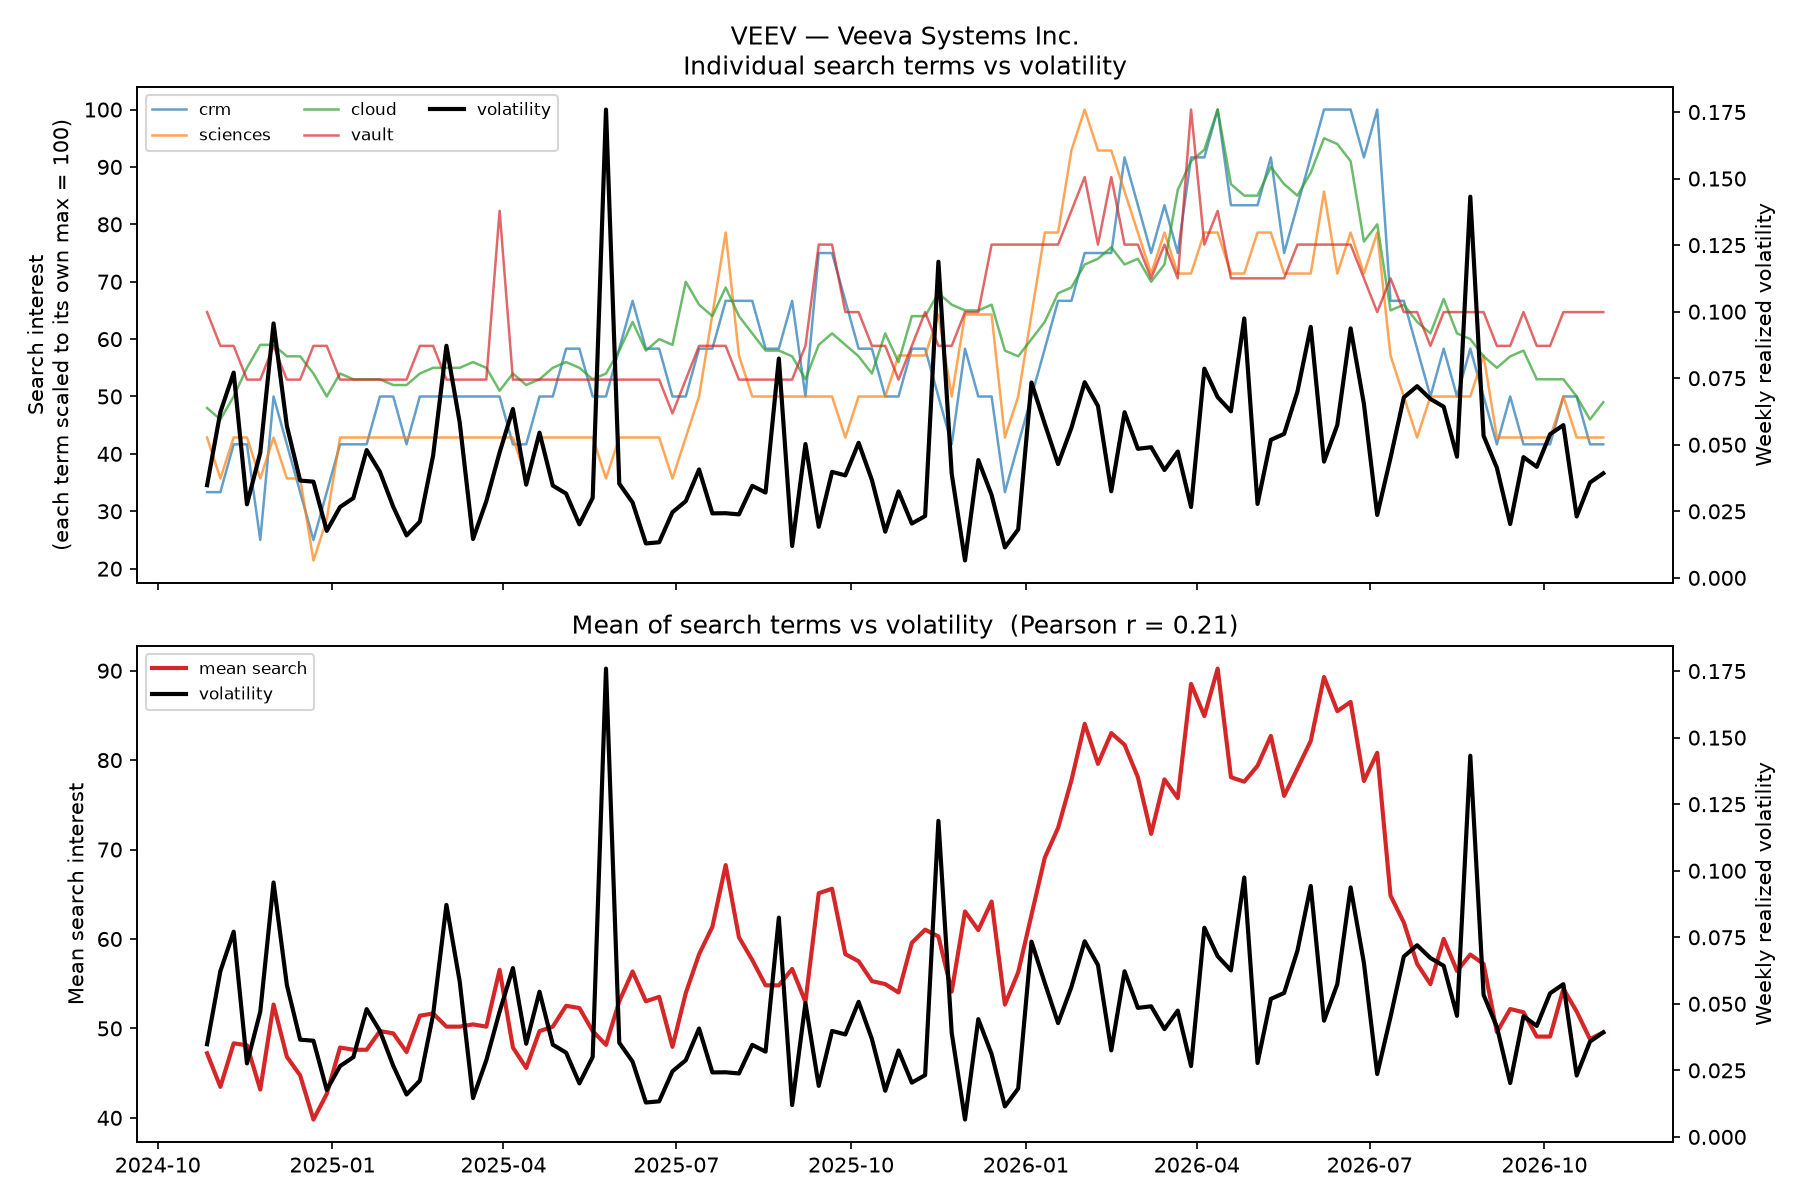 VEEV — Veeva Systems Inc.
Individual search terms vs volatility
crm
sciences
cloud
vault
volatility
Search interest
(each term scaled to its own max = 100)
100
90
80
70
60
50
40
30
20
0.175
0.150
0.125
0.100
0.075
0.050
0.025
0.000
Weekly realized volatility
Mean of search terms vs volatility  (Pearson r = 0.21)
mean search
volatility
Mean search interest
90
80
70
60
50
40
0.175
0.150
0.125
0.100
0.075
0.050
0.025
0.000
Weekly realized volatility
2024-10
2025-01
2025-04
2025-07
2025-10
2026-01
2026-04
2026-07
2026-10